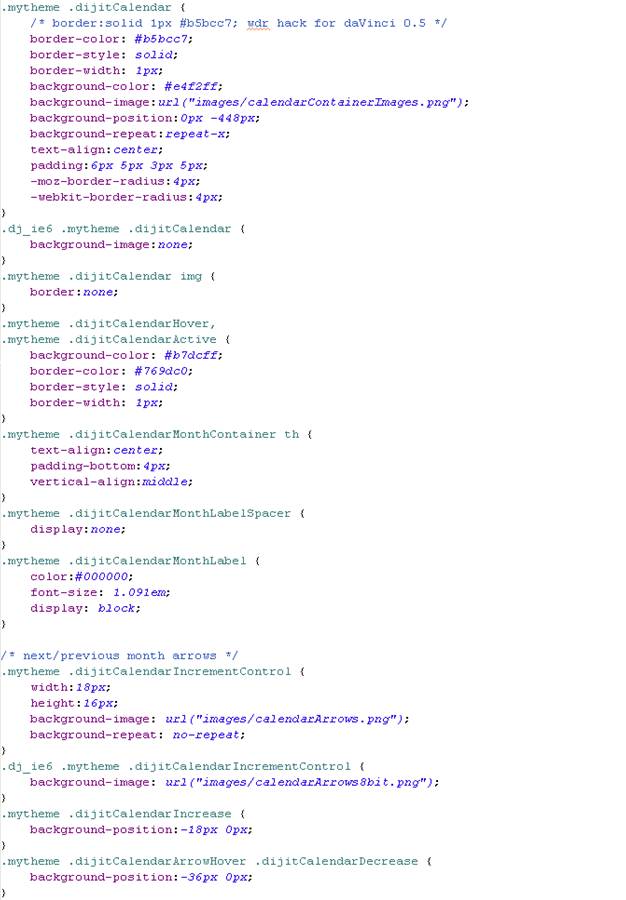 .mytheme .dijitCalendar {
/* border:solid 1px #b5bcc7; wdr hack for daVinci 0.5 */
border-color: #b5bcc7;
border-style: solid;
border-width: 1px;
background-color: #e4f2ff;
background-image:url("images/calendarContainerImages.png");
background-position:0px -448px;
background-repeat:repeat-x;
text-align:center;
padding:6px 5px 3px 5px;
-moz-border-radius:4px;
-webkit-border-radius:4px;
}
.dj_ie6 .mytheme .dijitCalendar {
background-image:none;
}
.mytheme .dijitCalendar img {
border:none;
}
.mytheme .dijitCalendarHover,
.mytheme .dijitCalendarActive {
background-color: #b7dcff;
border-color: #769dc0;
border-style: solid;
border-width: 1px;
}
.mytheme .dijitCalendarMonthContainer th {
text-align:center;
padding-bottom:4px;
vertical-align:middle;
}
.mytheme .dijitCalendarMonthLabelSpacer {
display:none;
}
.mytheme .dijitCalendarMonthLabel {
color:#000000;
font-size: 1.091em;
display: block;
}
/* next/previous month arrows */
.mytheme .dijitCalendarIncrementControl {
width:18px;
height:16px;
background-image: url("images/calendarArrows.png");
background-repeat: no-repeat;
}
.dj_ie6 .mytheme .dijitCalendarIncrementControl {
background-image: url("images/calendarArrows8bit.png");
}
.mytheme .dijitCalendarIncrease {
background-position:-18px 0px;
}
.mytheme .dijitCalendarArrowHover .dijitCalendarDecrease {
background-position:-36px 0px;
}